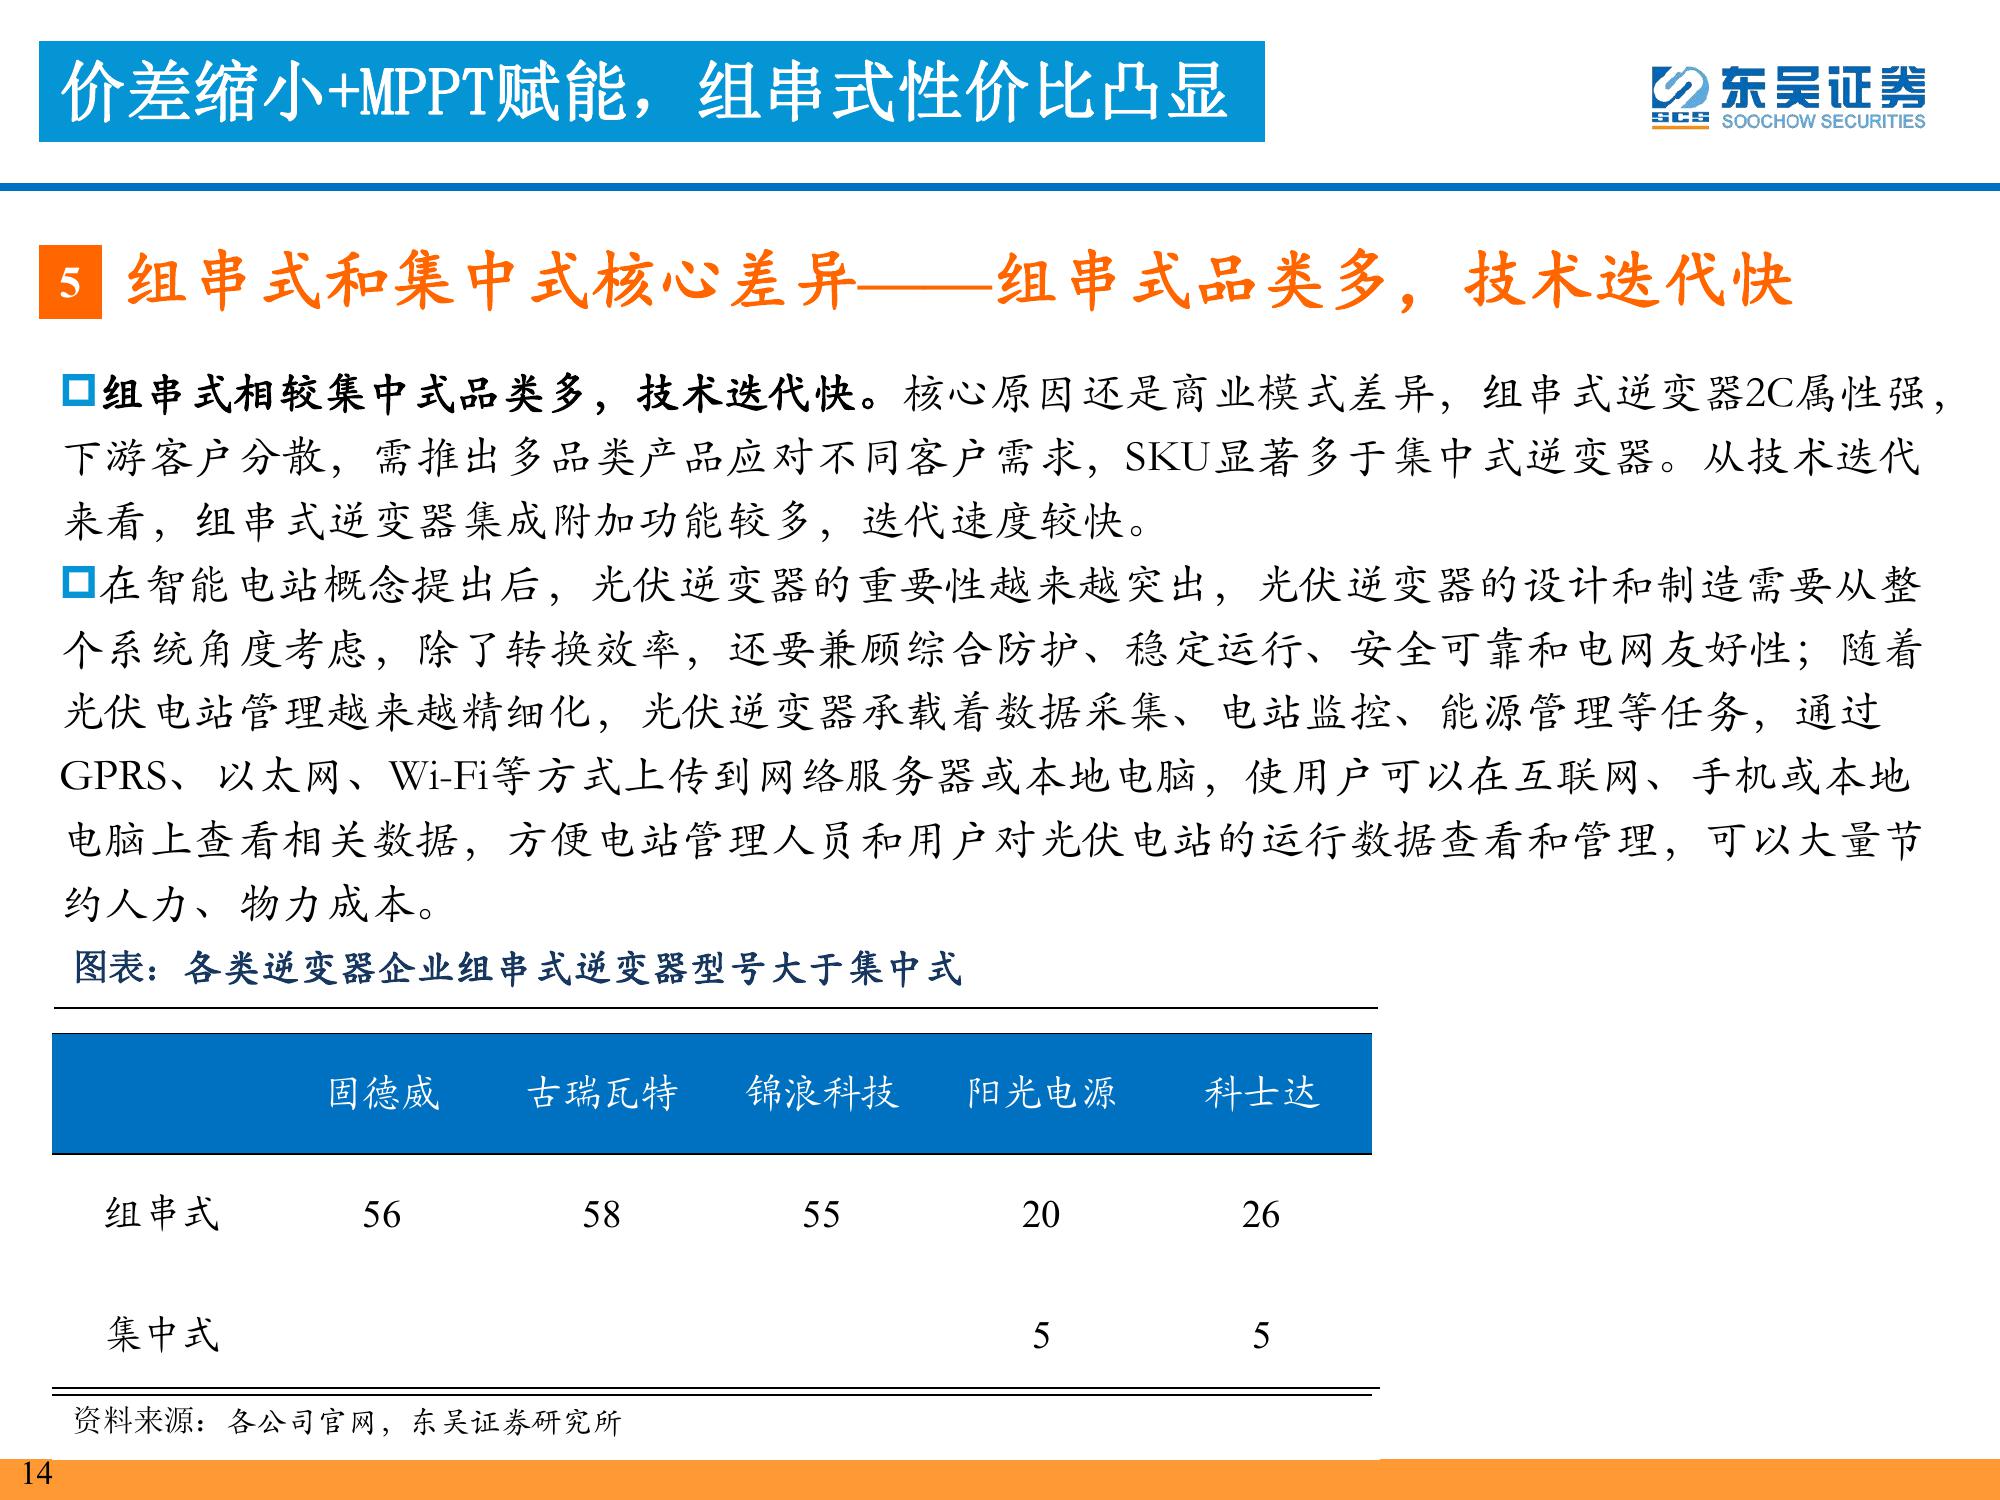 价差缩小+MPPT赋能，组串式性价比凸显
东吴证券
SCS
SOOCHOW SECURITIES
5
组串式和集中式核心差异——组串式品类多，技术迭代快
组串式相较集中式品类多，技术迭代快。核心原因还是商业模式差异，组串式逆变器2C属性强，
下游客户分散，需推出多品类产品应对不同客户需求，SKU显著多于集中式逆变器。从技术迭代
来看，组串式逆变器集成附加功能较多，迭代速度较快。
在智能电站概念提出后，光伏逆变器的重要性越来越突出，光伏逆变器的设计和制造需要从整
个系统角度考虑，除了转换效率，还要兼顾综合防护、稳定运行、安全可靠和电网友好性；随着
光伏电站管理越来越精细化，光伏逆变器承载着数据采集、电站监控、能源管理等任务，通过
GPRS、以太网、Wi-Fi等方式上传到网络服务器或本地电脑，使用户可以在互联网、手机或本地
电脑上查看相关数据，方便电站管理人员和用户对光伏电站的运行数据查看和管理，可以大量节
约人力、物力成本。
图表：各类逆变器企业组串式逆变器型号大于集中式
固德威 古瑞瓦特 锦浪科技 阳光电源 科士达
组串式 56 58 55 20 26
集中式 5 5
资料来源：各公司官网，东吴证券研究所
14